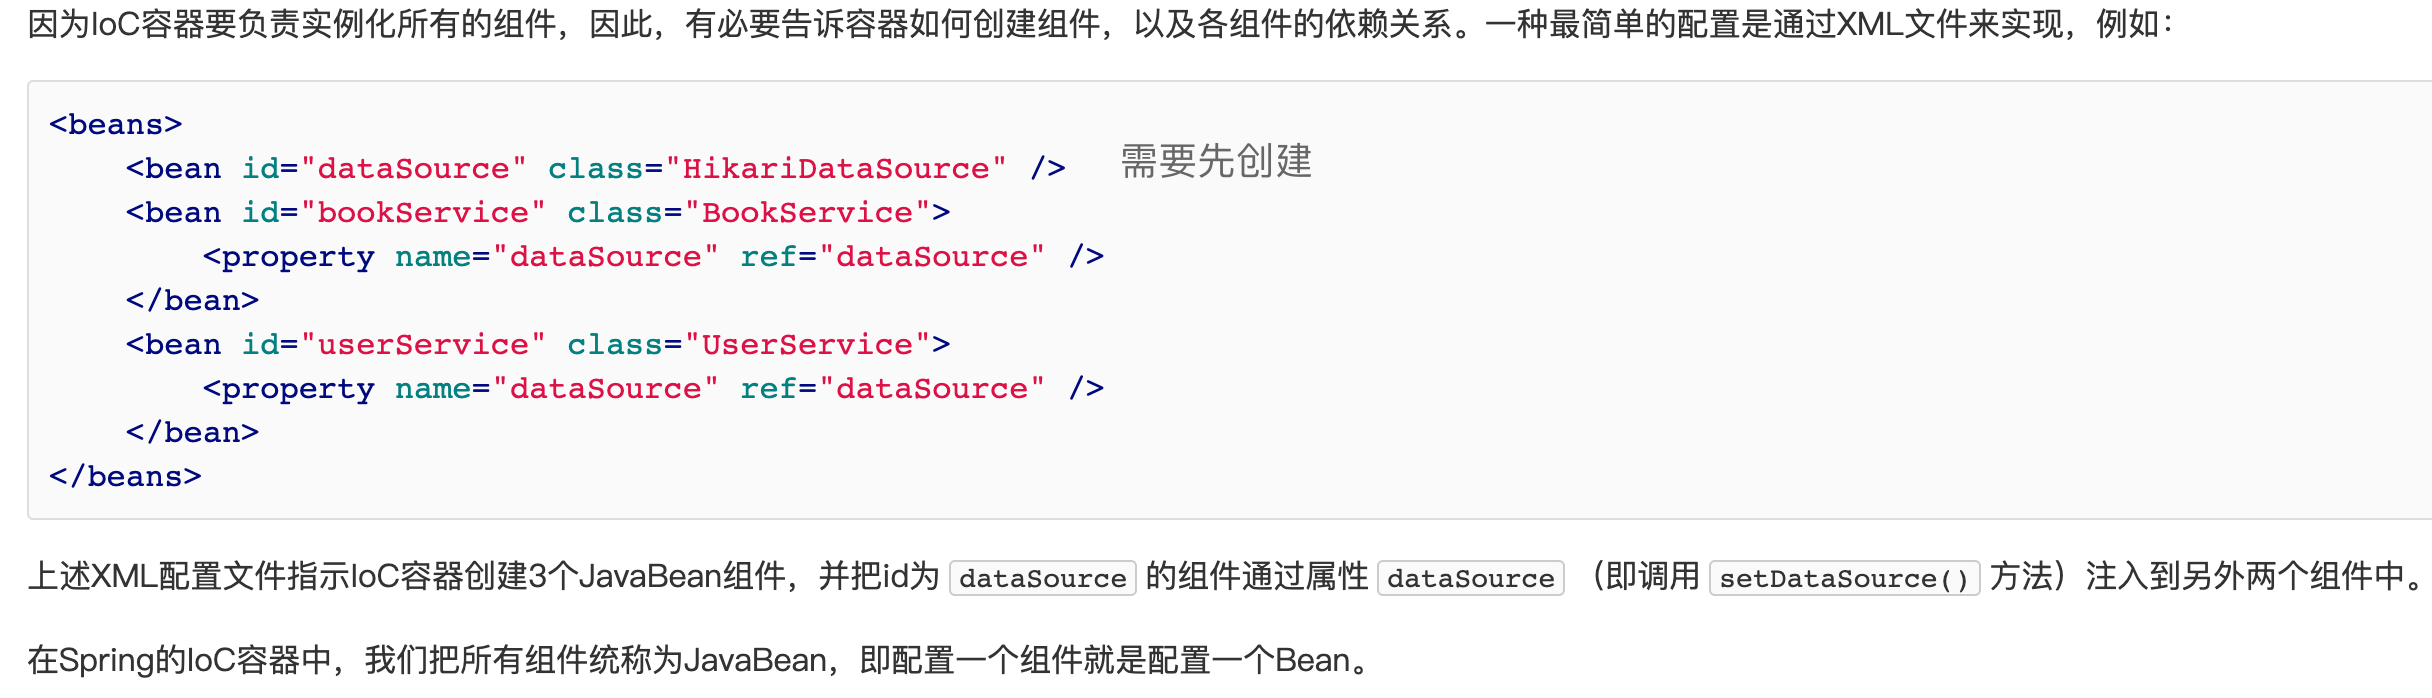 因为IoC容器要负责实例化所有的组件，因此，有必要告诉容器如何创建组件，以及各组件的依赖关系。一种最简单的配置是通过XML文件来实现，例如：
<beans>
    <bean id="dataSource" class="HikariDataSource" /> 需要先创建
    <bean id="bookService" class="BookService">
        <property name="dataSource" ref="dataSource" />
    </bean>
    <bean id="userService" class="UserService">
        <property name="dataSource" ref="dataSource" />
    </bean>
</beans>
上述XML配置文件指示IoC容器创建3个JavaBean组件，并把id为 dataSource 的组件通过属性 dataSource （即调用 setDataSource() 方法）注入到另外两个组件中。
在Spring的IoC容器中，我们把所有组件统称为JavaBean，即配置一个组件就是配置一个Bean。